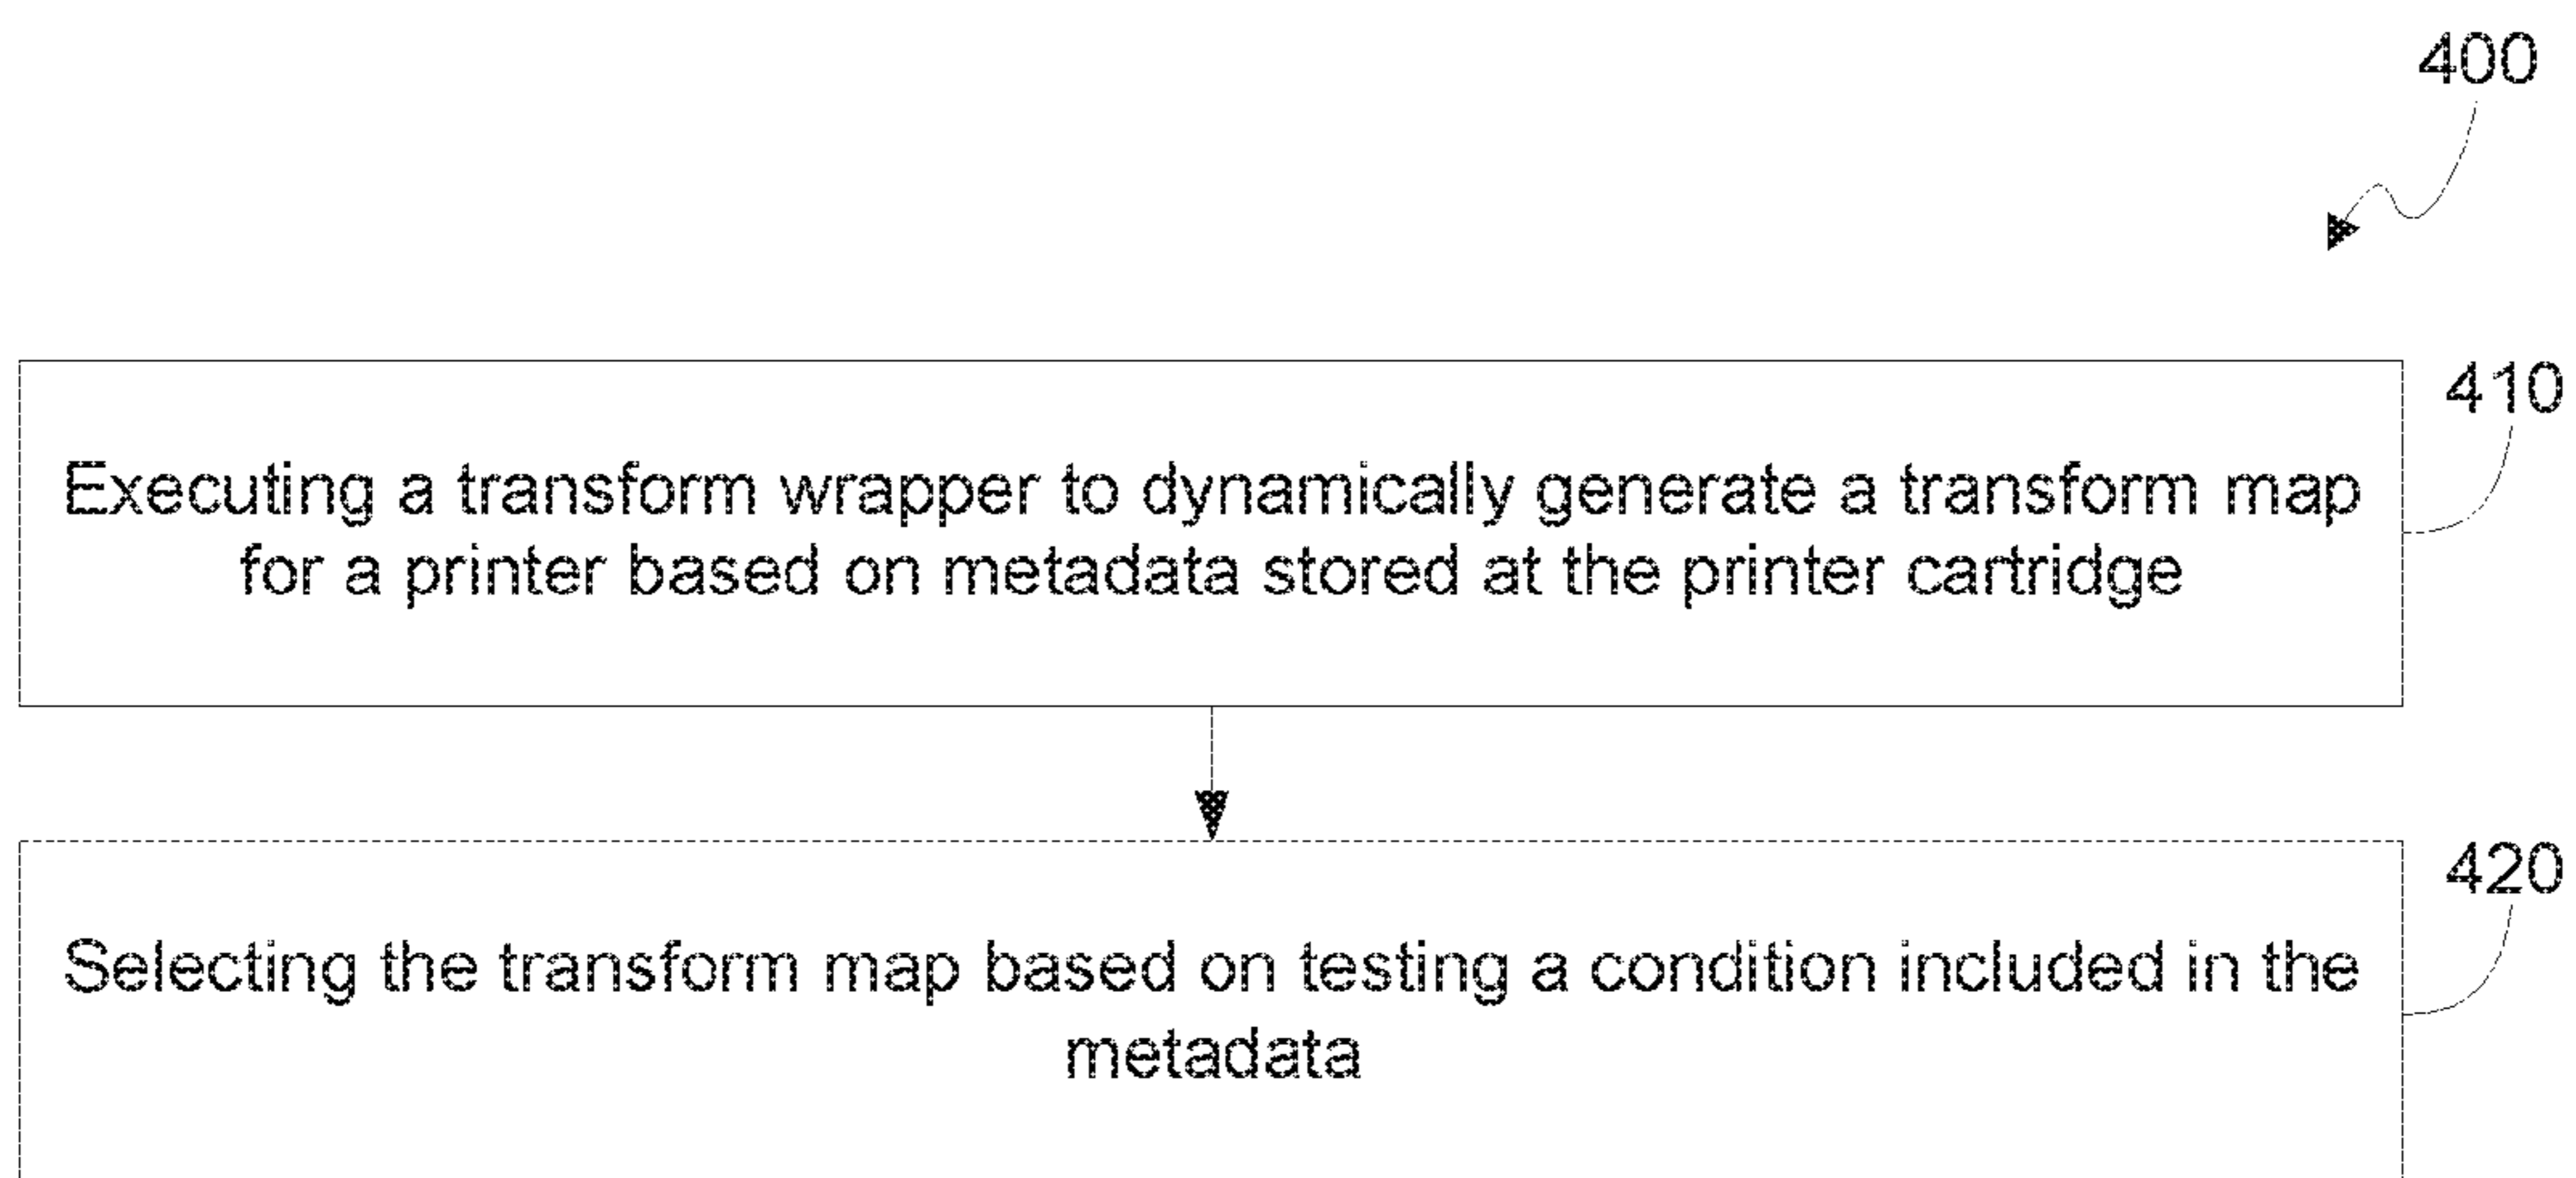 400
410
Executing a transform wrapper to dynamically generate a transform map
for a printer based on metadata stored at the printer cartridge
420
Selecting the transform map based on testing a condition included in the
metadata